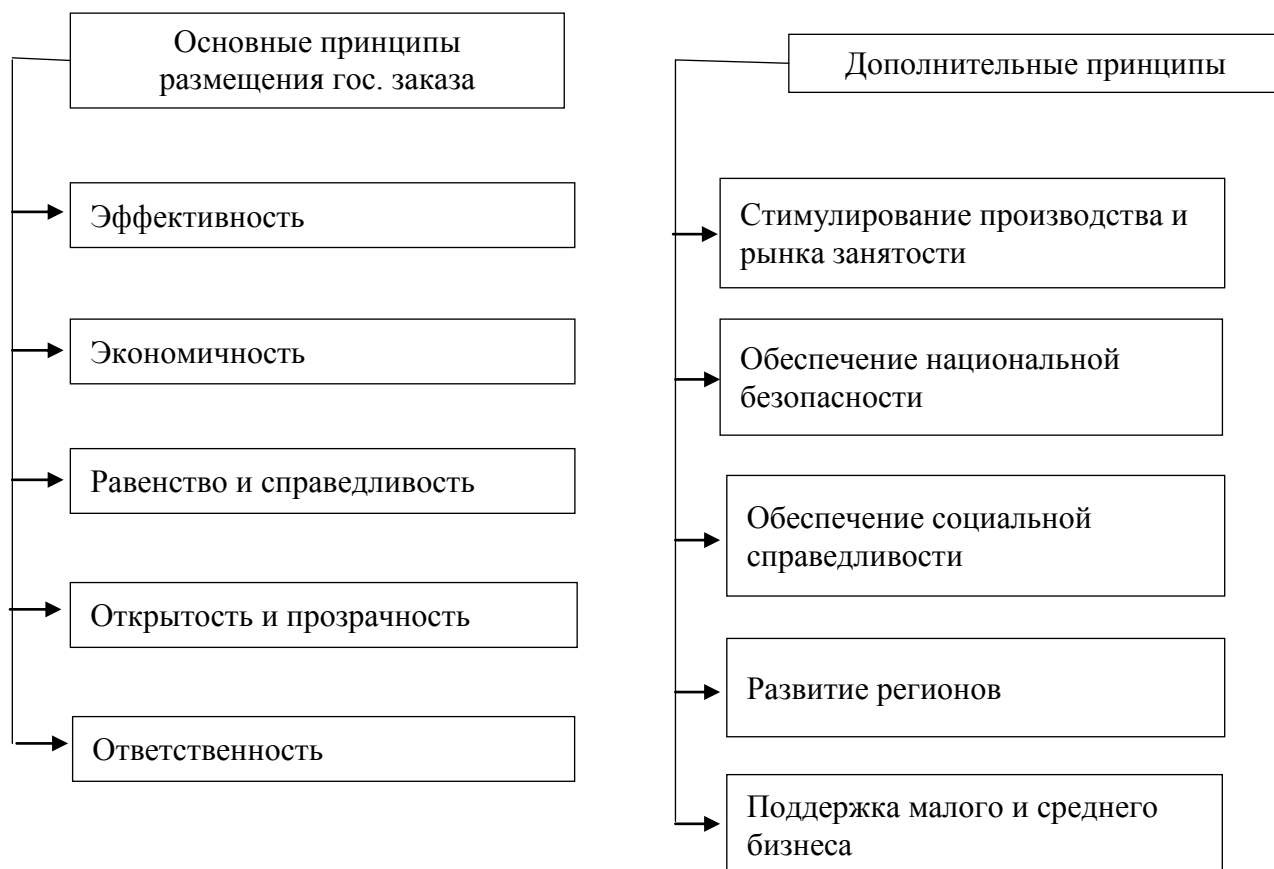 Основные принципы
размещения гос. заказа
Эффективность
Экономичность
Равенство и справедливость
Открытость и прозрачность
Ответственность
Дополнительные принципы
Стимулирование производства и
рынка занятости
Обеспечение национальной
безопасности
Обеспечение социальной
справедливости
Развитие регионов
Поддержка малого и среднего
бизнеса